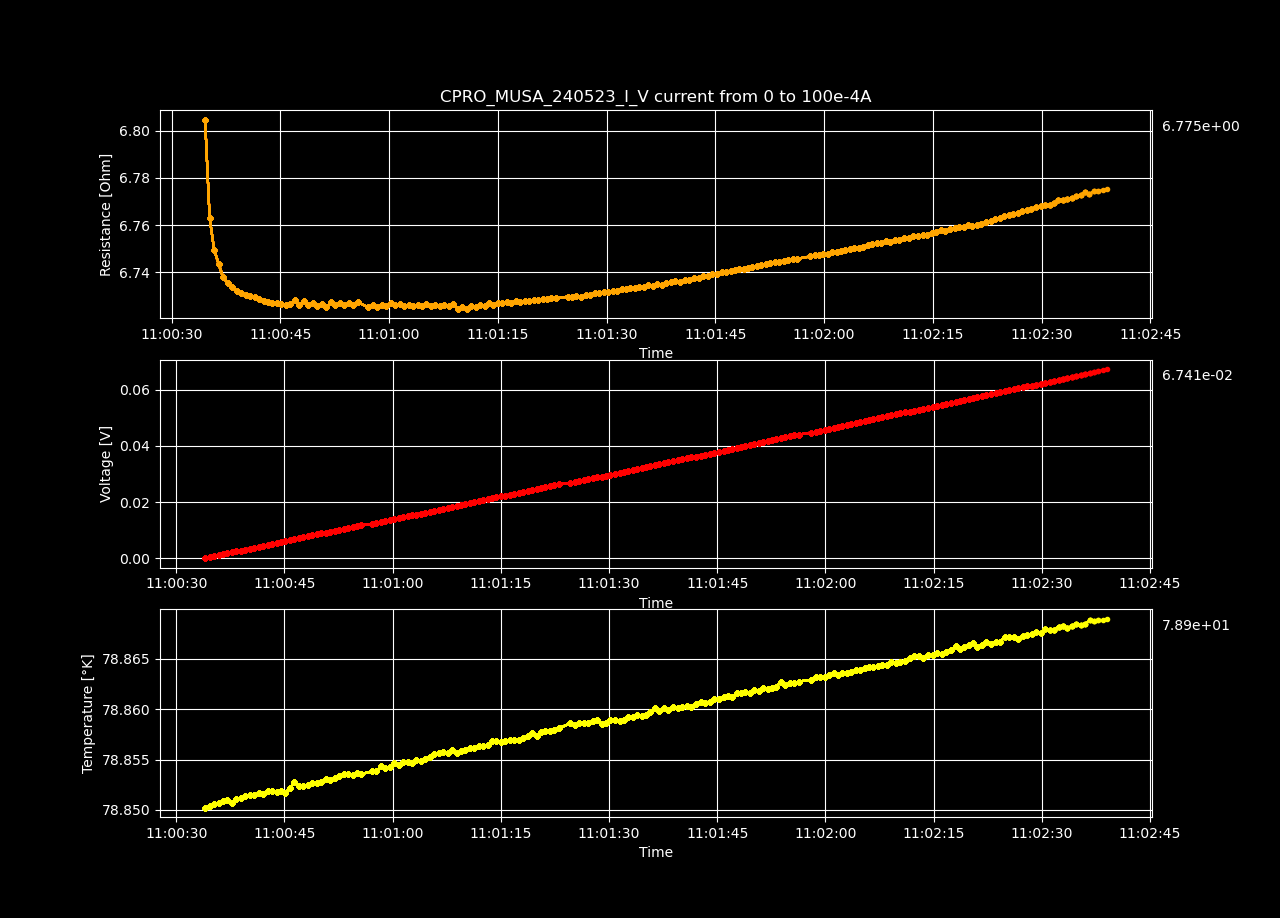 CPRO_MUSA_240523_I_V current from 0 to 100e-4A
6.775e+00
Resistance [Ohm]
6.80
6.78
6.76
6.74
11:00:30 11:00:45 11:01:00 11:01:15 11:01:30 11:01:45 11:02:00 11:02:15 11:02:30 11:02:45
Time
6.741e-02
Voltage [V]
0.06
0.04
0.02
0.00
11:00:30 11:00:45 11:01:00 11:01:15 11:01:30 11:01:45 11:02:00 11:02:15 11:02:30 11:02:45
Time
7.89e+01
Temperature [°K]
78.865
78.860
78.855
78.850
11:00:30 11:00:45 11:01:00 11:01:15 11:01:30 11:01:45 11:02:00 11:02:15 11:02:30 11:02:45
Time